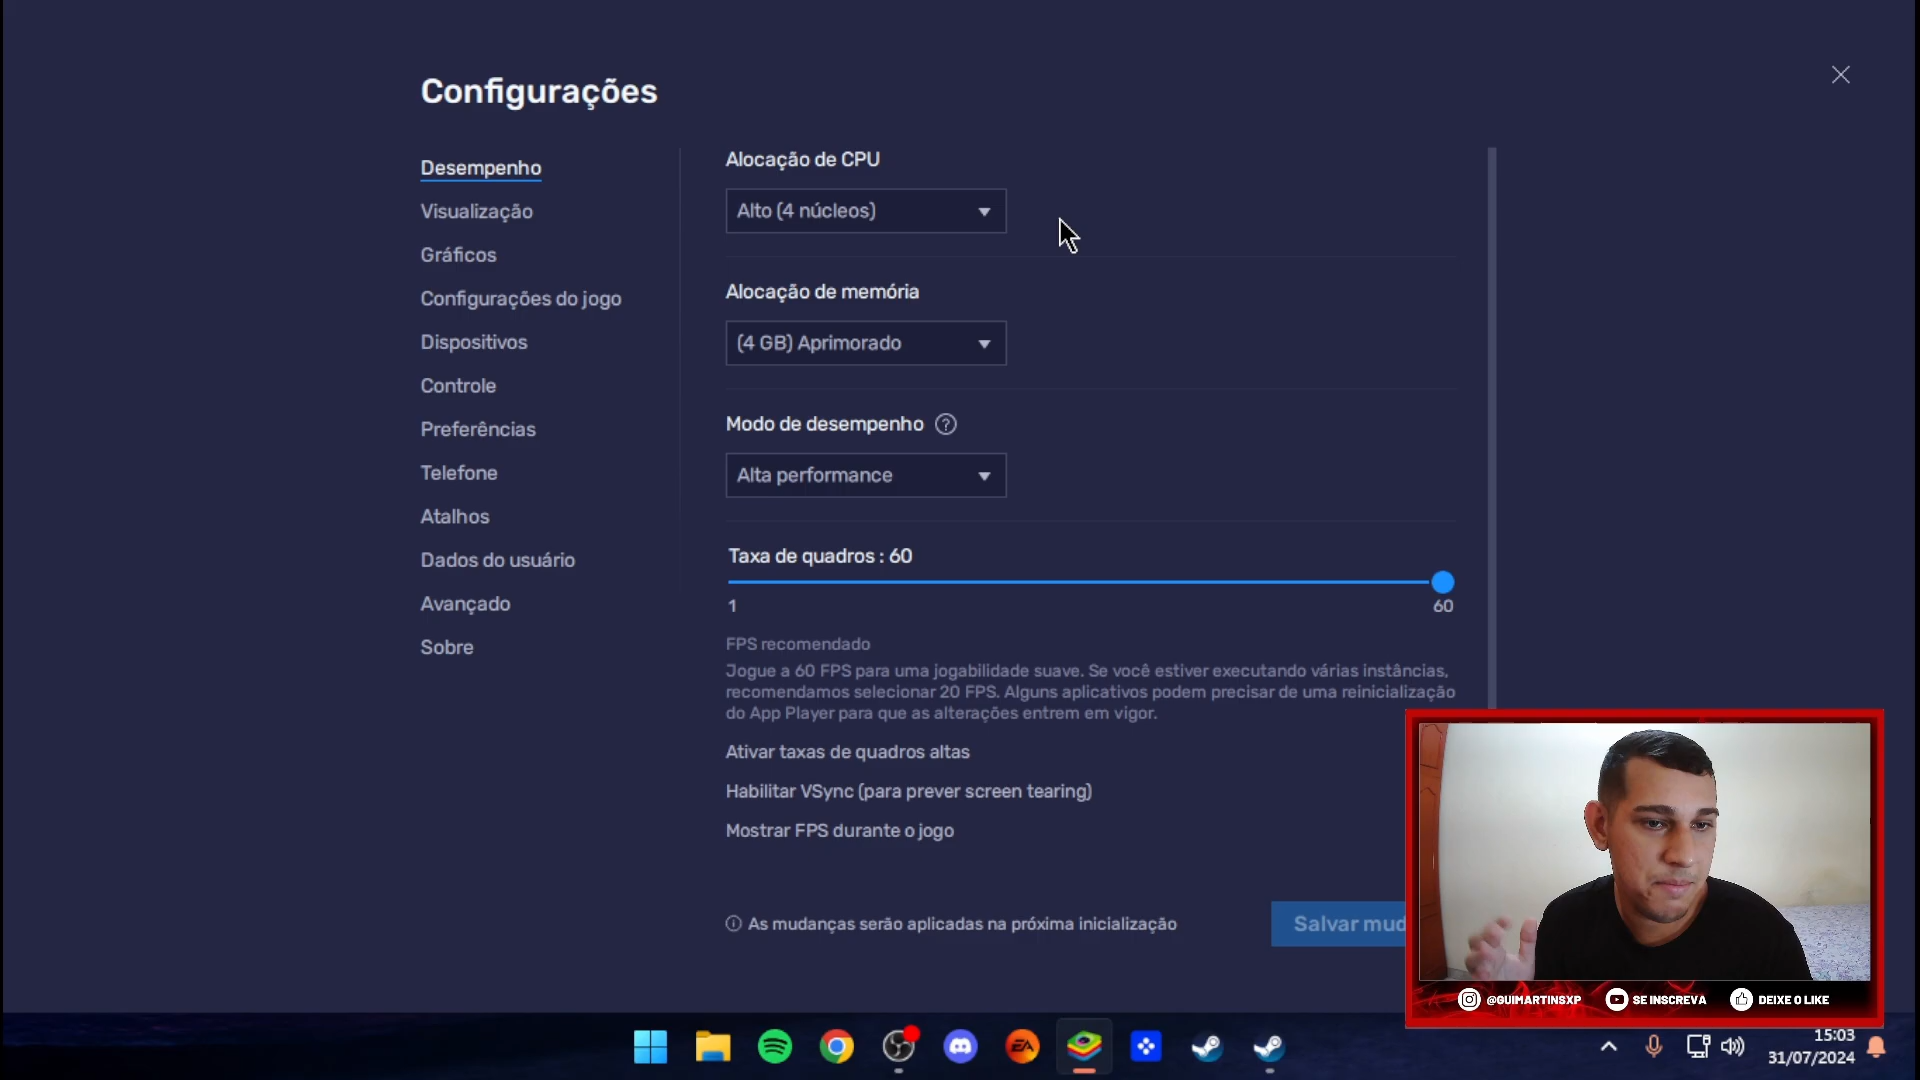 Configurações
Desempenho
Visualização
Gráficos
Configurações do jogo
Dispositivos
Controle
Preferências
Telefone
Atalhos
Dados do usuário
Avançado
Sobre
Alocação de CPU
Alto (4 núcleos)
Alocação de memória
(4 GB) Aprimorado
Modo de desempenho ?
Alta performance
Taxa de quadros : 60
1
60
FPS recomendado
Jogue a 60 FPS para uma jogabilidade suave. Se você estiver executando várias instâncias,
recomendamos selecionar 20 FPS. Alguns aplicativos podem precisar de uma reinicialização
do App Player para que as alterações entrem em vigor.
Ativar taxas de quadros altas
Habilitar VSync (para prever screen tearing)
Mostrar FPS durante o jogo
As mudanças serão aplicadas na próxima inicialização
Salvar mud
@GUIMARTINSXP
SE INSCREVA
DEIXE O LIKE
EA
15:03
31/07/2024